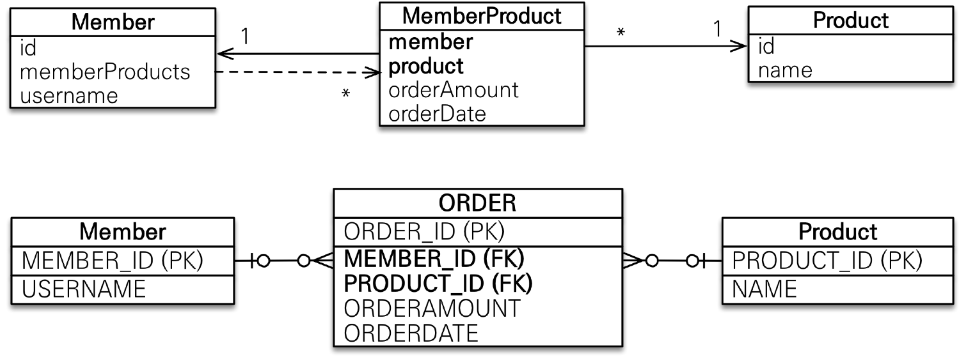 Member
id
memberProducts
username
1
*
MemberProduct
member
product
orderAmount
orderDate
*
1
Product
id
name
Member
MEMBER_ID (PK)
USERNAME
ORDER
ORDER_ID (PK)
MEMBER_ID (FK)
PRODUCT_ID (FK)
ORDERAMOUNT
ORDERDATE
Product
PRODUCT_ID (PK)
NAME